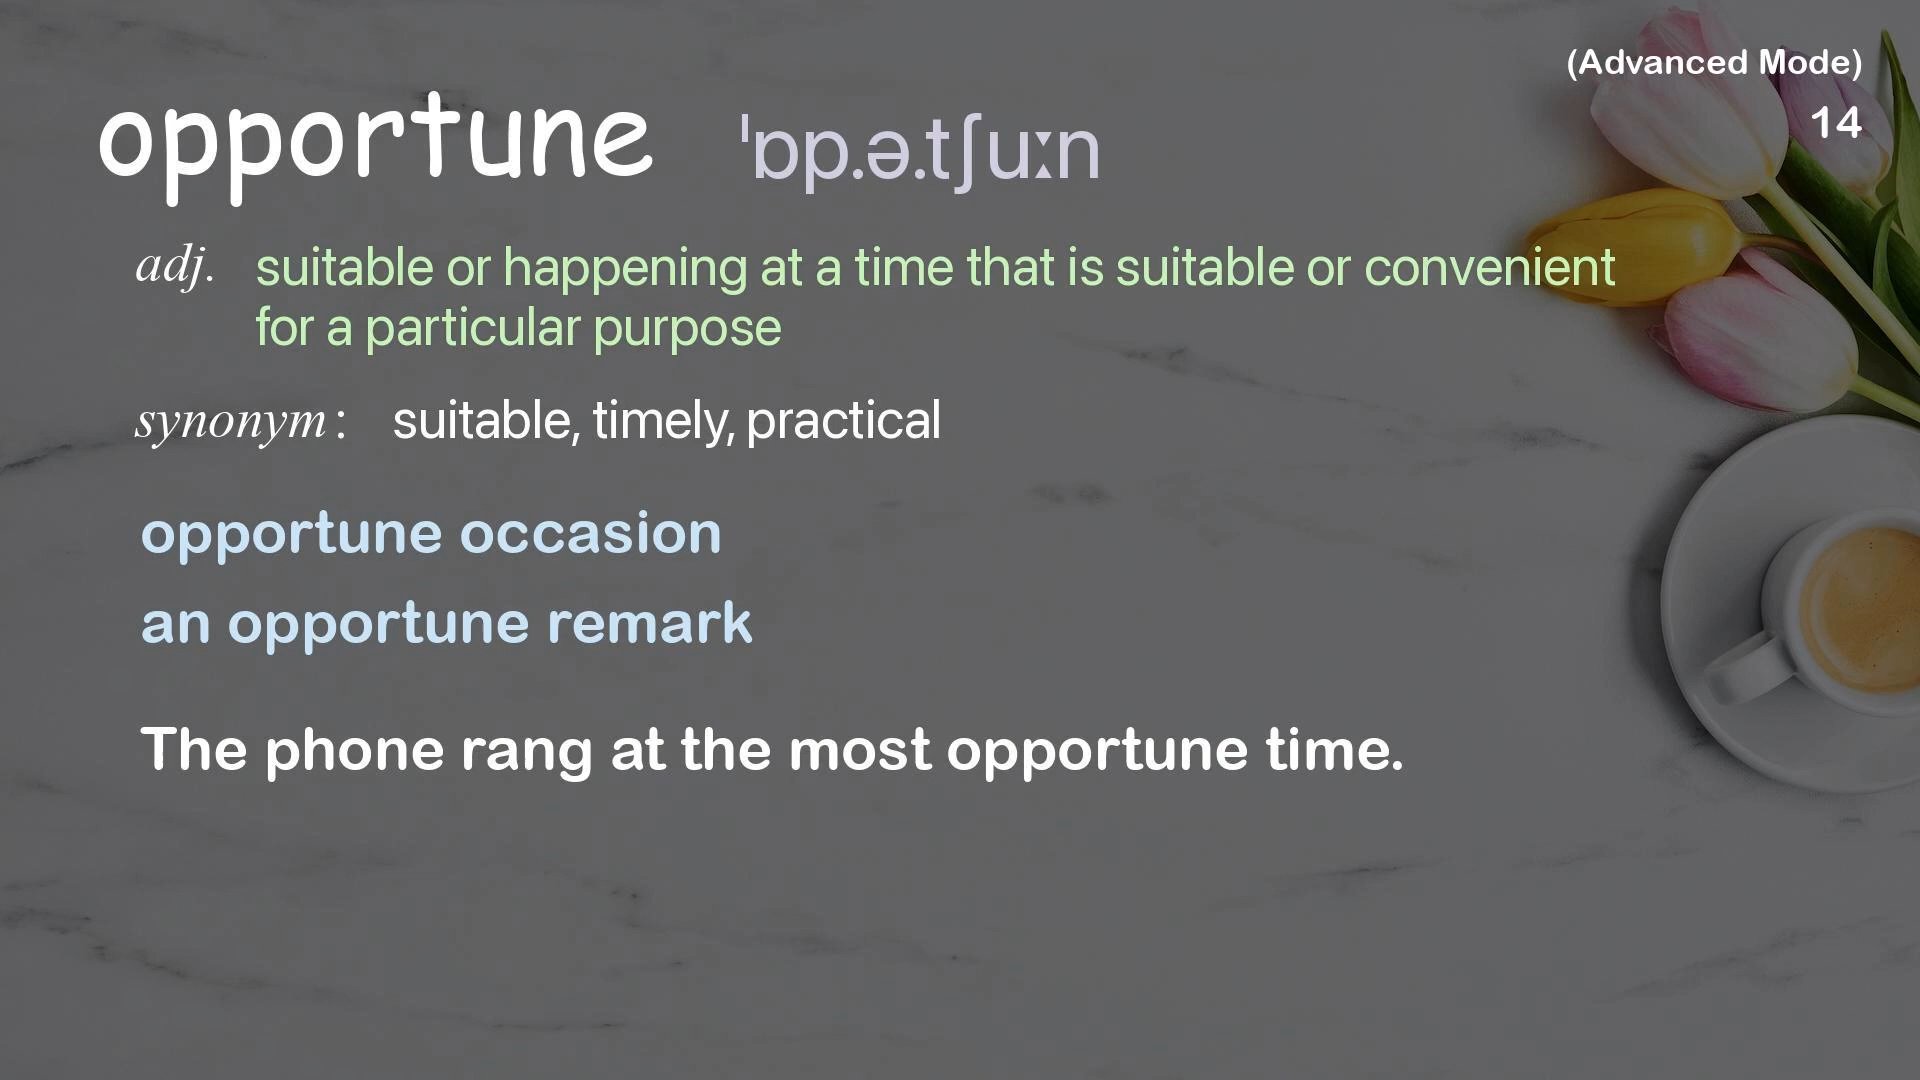 (Advanced Mode)
14
opportune ˈɒp.ə.tʃuːn
adj. suitable or happening at a time that is suitable or convenient
for a particular purpose
synonym: suitable, timely, practical
opportune occasion
an opportune remark
The phone rang at the most opportune time.